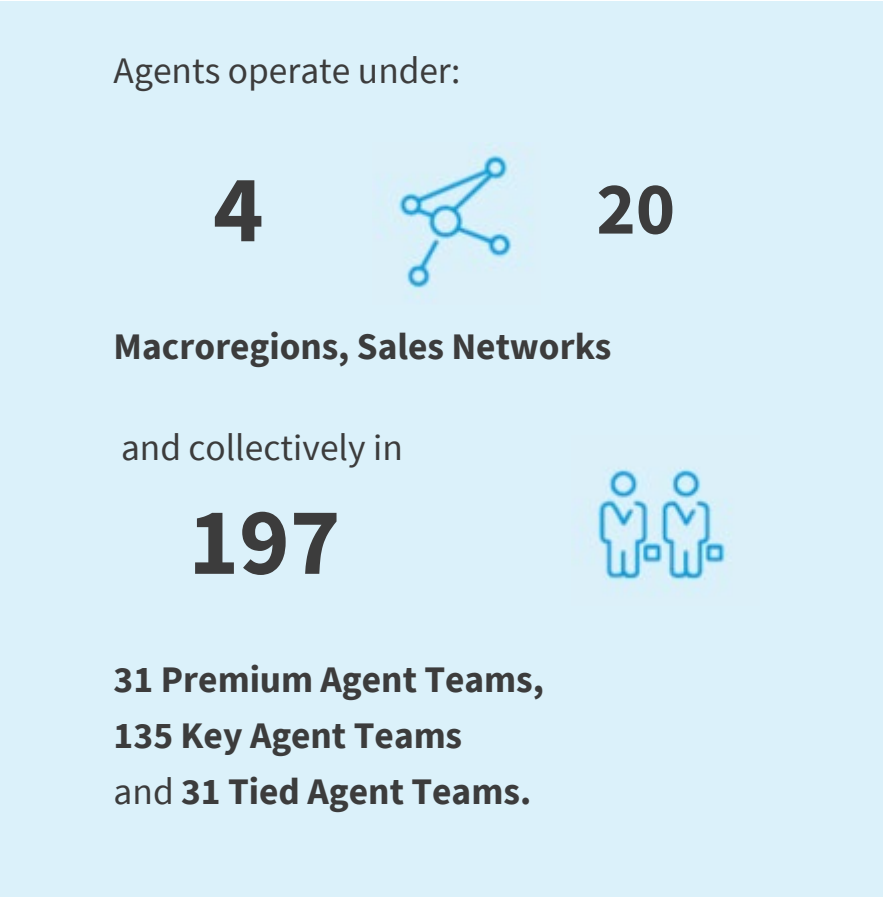 Agents operate under:
4 20
Macroregions, Sales Networks
and collectively in
197
31 Premium Agent Teams,
135 Key Agent Teams
and 31 Tied Agent Teams.